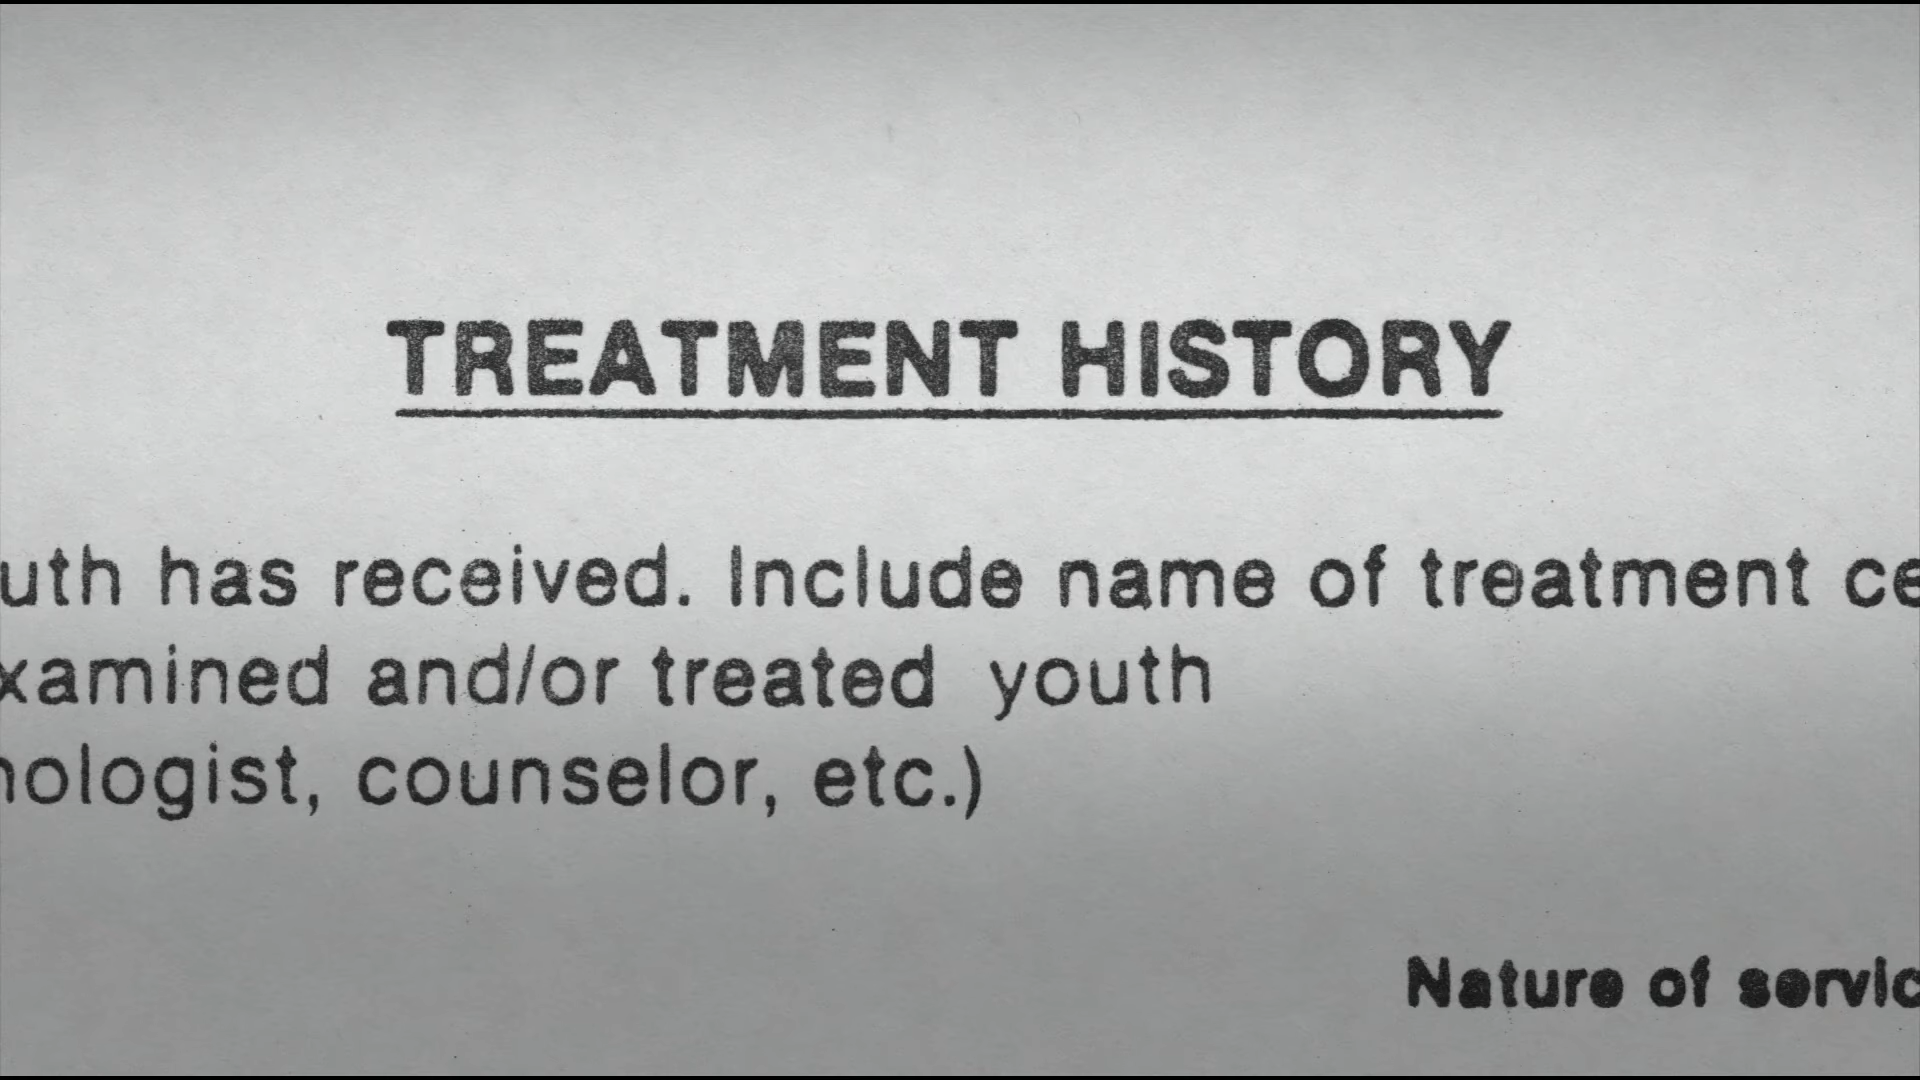 TREATMENT HISTORY
uth has received. Include name of treatment ce
xamined and/or treated youth
hologist, counselor, etc.)
Nature of servic